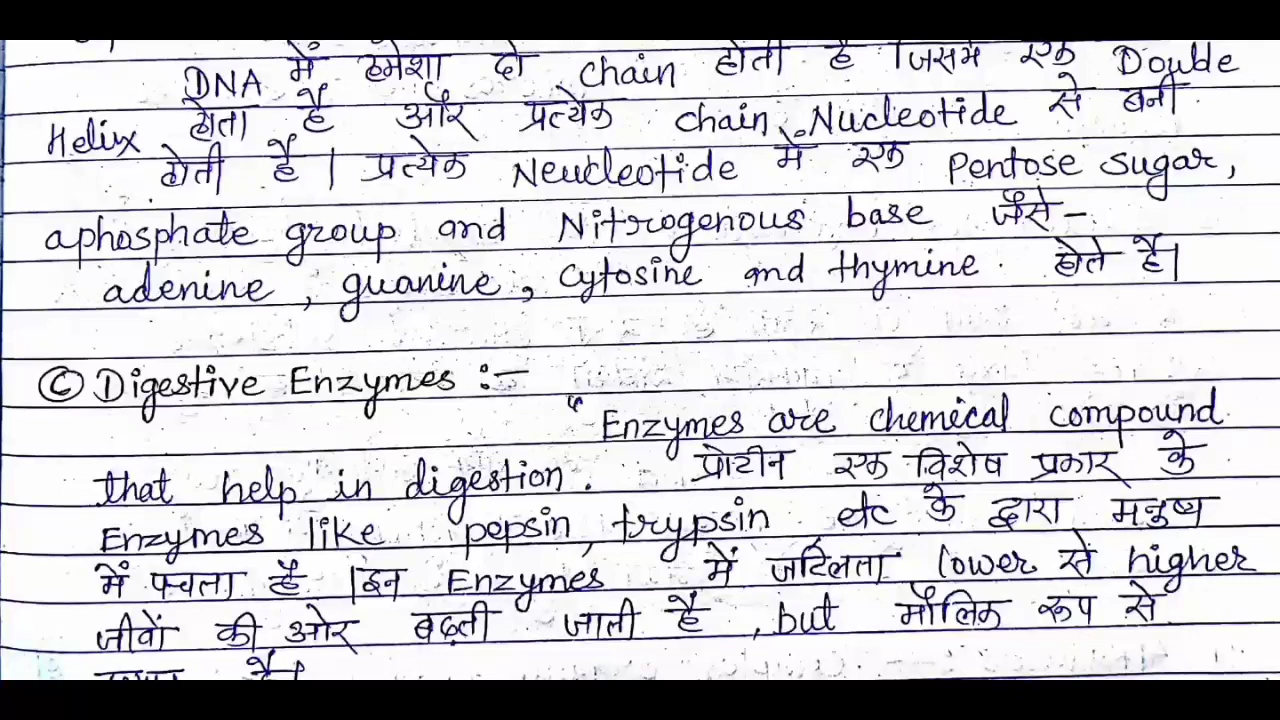 DNA में हमेशा दो chain होती है जिसमें एक Double
Helix होता है और प्रत्येक chain Nucleotide से बनी
होती है। प्रत्येक Neucleotide में एक Pentose sugar,
aphosphate group and Nitrogenous base जैसे-
adenine, guanine, cytosine and thymine. होते है।
© Digestive Enzymes :-
“Enzymes are chemical compound
that help in digestion. प्रोटीन एक विशेष प्रकार के
Enzymes like pepsin, trypsin etc के द्वारा मनुष्य
में पचता है। इन Enzymes में जटिलता lower से higher
जीवों की ओर बढ़ती जाती है, but मौलिक रूप से